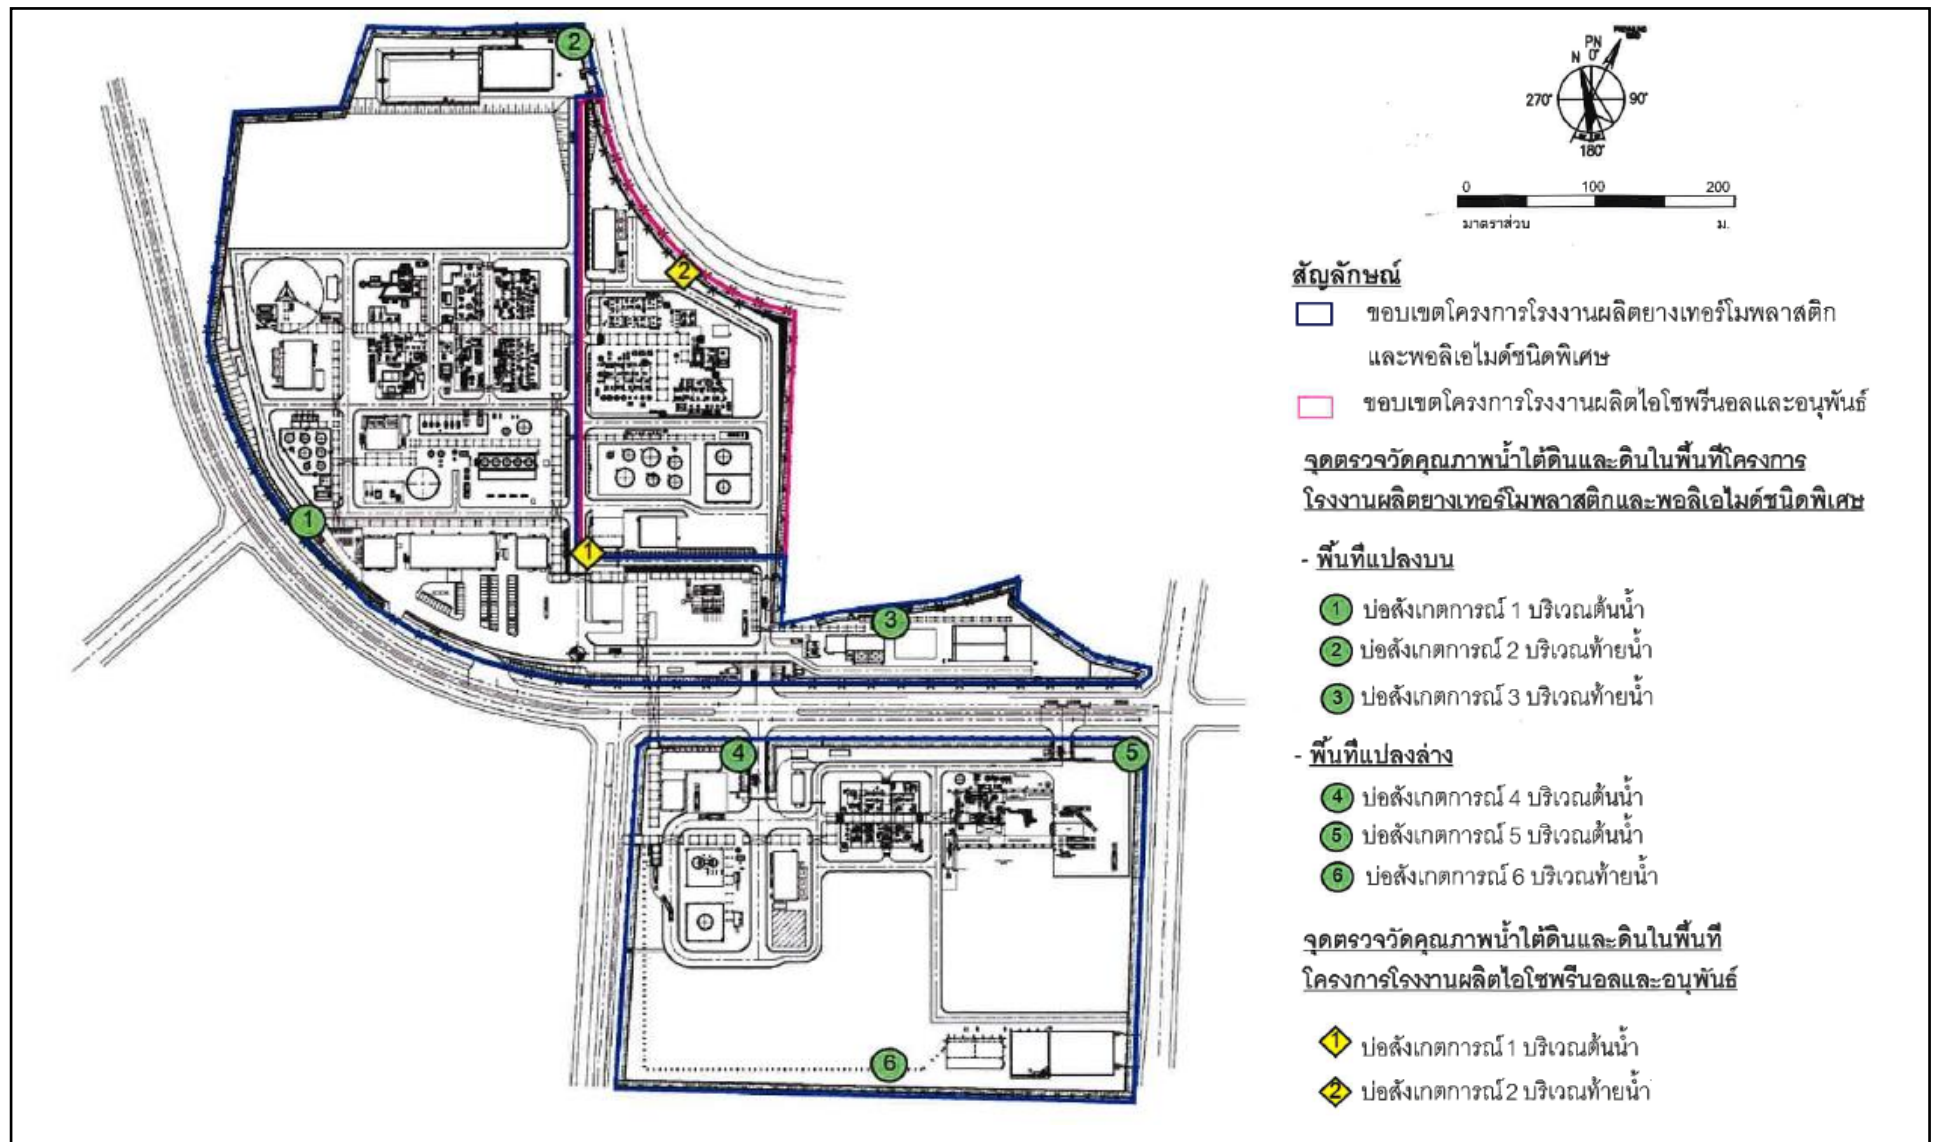 PN
N 0°
270° 90°
180°
0 100 200
มาตราส่วน ม.
สัญลักษณ์
ขอบเขตโครงการโรงงานผลิตยางเทอร์โมพลาสติก
และพอลิเอไมด์ชนิดพิเศษ
ขอบเขตโครงการโรงงานผลิตไอโซพรีนอลและอนุพันธ์
จุดตรวจวัดคุณภาพน้ำใต้ดินและดินในพื้นที่โครงการ
โรงงานผลิตยางเทอร์โมพลาสติกและพอลิเอไมด์ชนิดพิเศษ
- พื้นที่แปลงบน
1 บ่อสังเกตการณ์ 1 บริเวณต้นน้ำ
2 บ่อสังเกตการณ์ 2 บริเวณท้ายน้ำ
3 บ่อสังเกตการณ์ 3 บริเวณท้ายน้ำ
- พื้นที่แปลงล่าง
4 บ่อสังเกตการณ์ 4 บริเวณต้นน้ำ
5 บ่อสังเกตการณ์ 5 บริเวณต้นน้ำ
6 บ่อสังเกตการณ์ 6 บริเวณท้ายน้ำ
จุดตรวจวัดคุณภาพน้ำใต้ดินและดินในพื้นที่
โครงการโรงงานผลิตไอโซพรีนอลและอนุพันธ์
1 บ่อสังเกตการณ์ 1 บริเวณต้นน้ำ
2 บ่อสังเกตการณ์ 2 บริเวณท้ายน้ำ
2
2
1
1
3
4
5
6